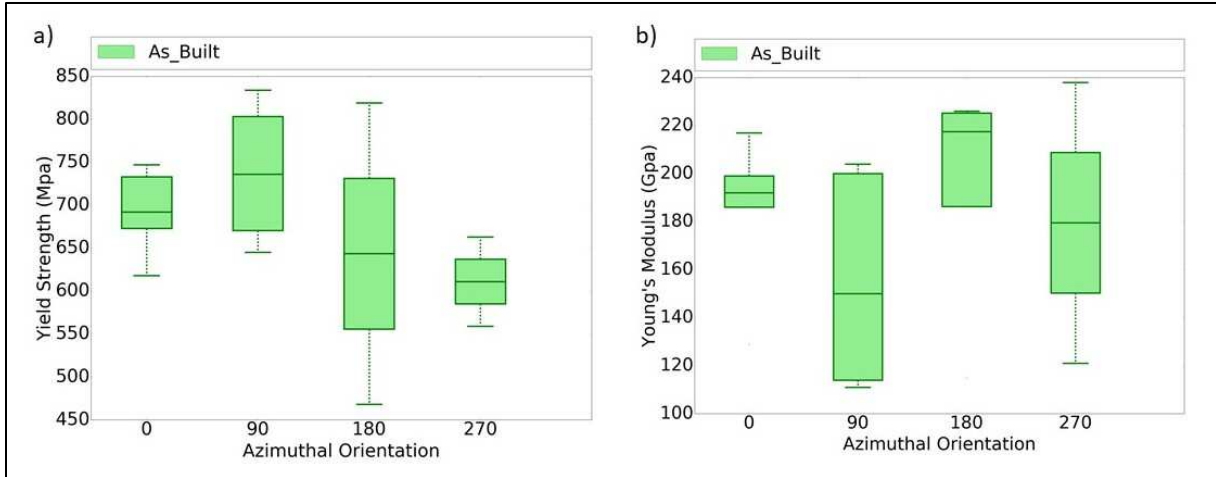 a)
As_Built
850
800
750
700
650
600
550
500
450
Yield Strength (Mpa)
0 90 180 270
Azimuthal Orientation
b)
As_Built
240
220
200
180
160
140
120
100
Young's Modulus (Gpa)
0 90 180 270
Azimuthal Orientation